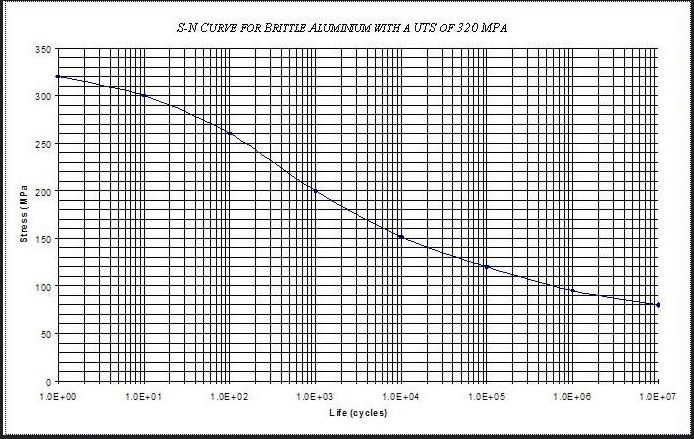 S-N CURVE FOR BRITTLE ALUMINIUM WITH A UTS OF 320 MPA
350
300
250
200
150
100
50
0
Stress (MPa
1.0E+00 1.0E+01 1.0E+02 1.0E+03 1.0E+04 1.0E+05 1.0E+06 1.0E+07
Life (cycles)